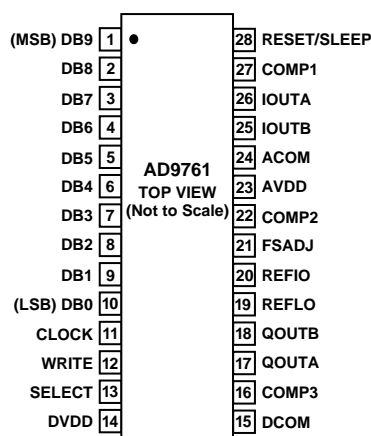 (MSB) DB9 1 28 RESET/SLEEP
DB8 2 27 COMP1
DB7 3 26 IOUTA
DB6 4 25 IOUTB
DB5 5 24 ACOM
AD9761
DB4 6 23 AVDD
TOP VIEW
DB3 7 (Not to Scale) 22 COMP2
DB2 8 21 FSADJ
DB1 9 20 REFIO
(LSB) DB0 10 19 REFLO
CLOCK 11 18 QOUTB
WRITE 12 17 QOUTA
SELECT 13 16 COMP3
DVDD 14 15 DCOM